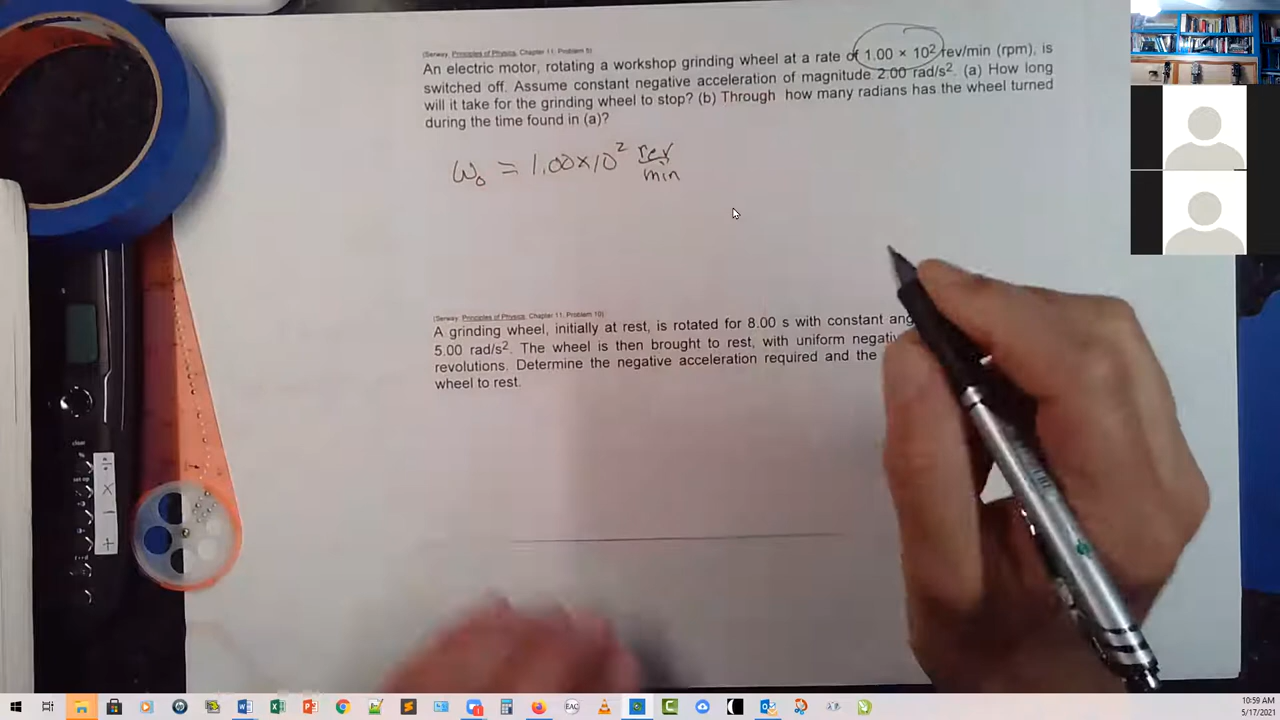 (Serway, Principles of Physics, Chapter 11, Problem 5)
An electric motor, rotating a workshop grinding wheel at a rate of 1.00 × 10² rev/min (rpm), is
switched off. Assume constant negative acceleration of magnitude 2.00 rad/s². (a) How long
will it take for the grinding wheel to stop? (b) Through how many radians has the wheel turned
during the time found in (a)?
ω₀ = 1.00×10² rev
min
(Serway, Principles of Physics, Chapter 11, Problem 10)
A grinding wheel, initially at rest, is rotated for 8.00 s with constant
5.00 rad/s². The wheel is then brought to rest, with uniform
revolutions. Determine the negative acceleration required and the
wheel to rest.
10:59 AM
5/17/2021